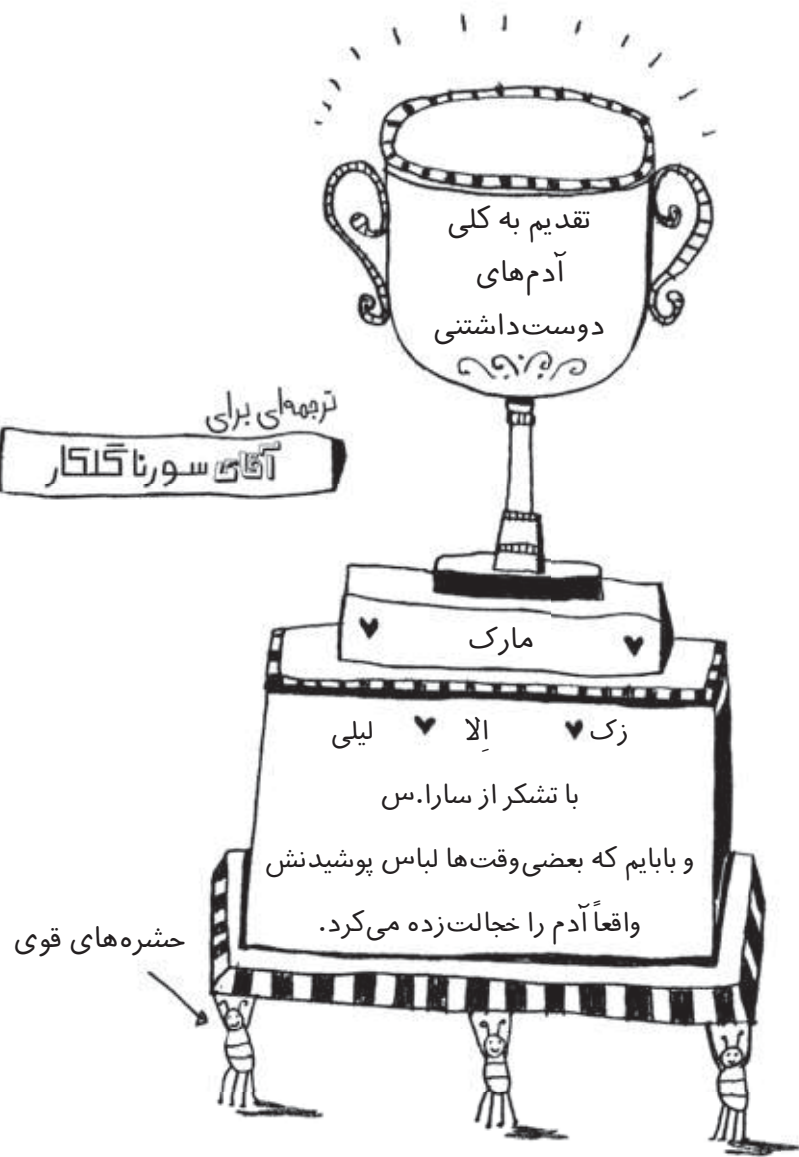 تقدیم به کلی
آدم‌های
دوست‌داشتنی
ترجمه‌ای برای
آقای سورنا گلکار
مارک
زک ♥ اِلا ♥ لیلی
با تشکر از سارا.س
و بابایم که بعضی‌وقت‌ها لباس پوشیدنش
واقعاً آدم را خجالت‌زده می‌کرد.
حشره‌های قوی